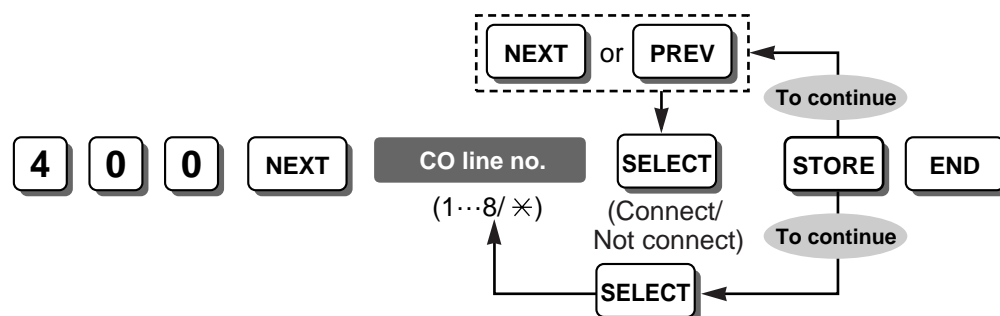 NEXT or PREV
To continue
4 0 0 NEXT CO line no. SELECT STORE END
(1···8/ ✳)
(Connect/
Not connect)
To continue
SELECT